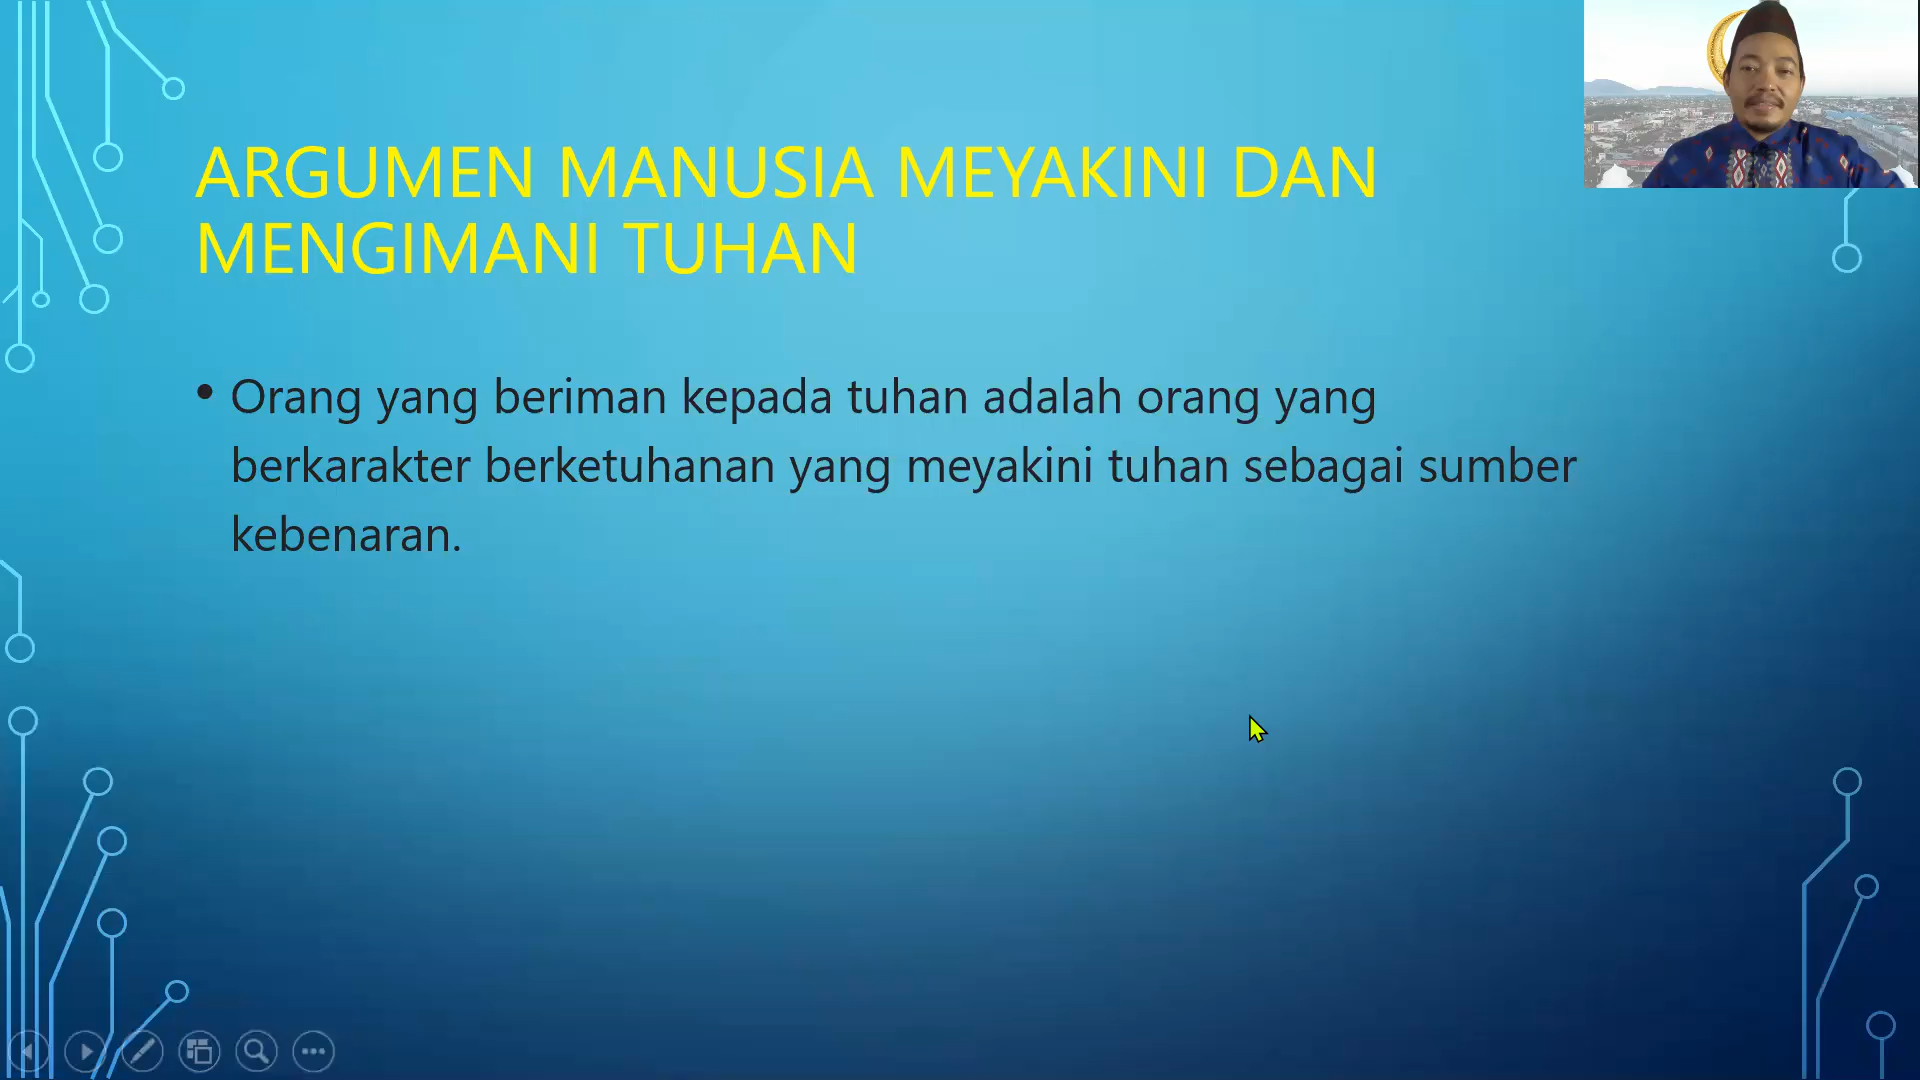 ARGUMEN MANUSIA MEYAKINI DAN
MENGIMANI TUHAN
• Orang yang beriman kepada tuhan adalah orang yang
berkarakter berketuhanan yang meyakini tuhan sebagai sumber
kebenaran.